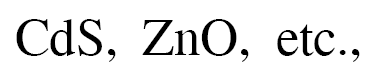 CdS, ZnO, etc.,